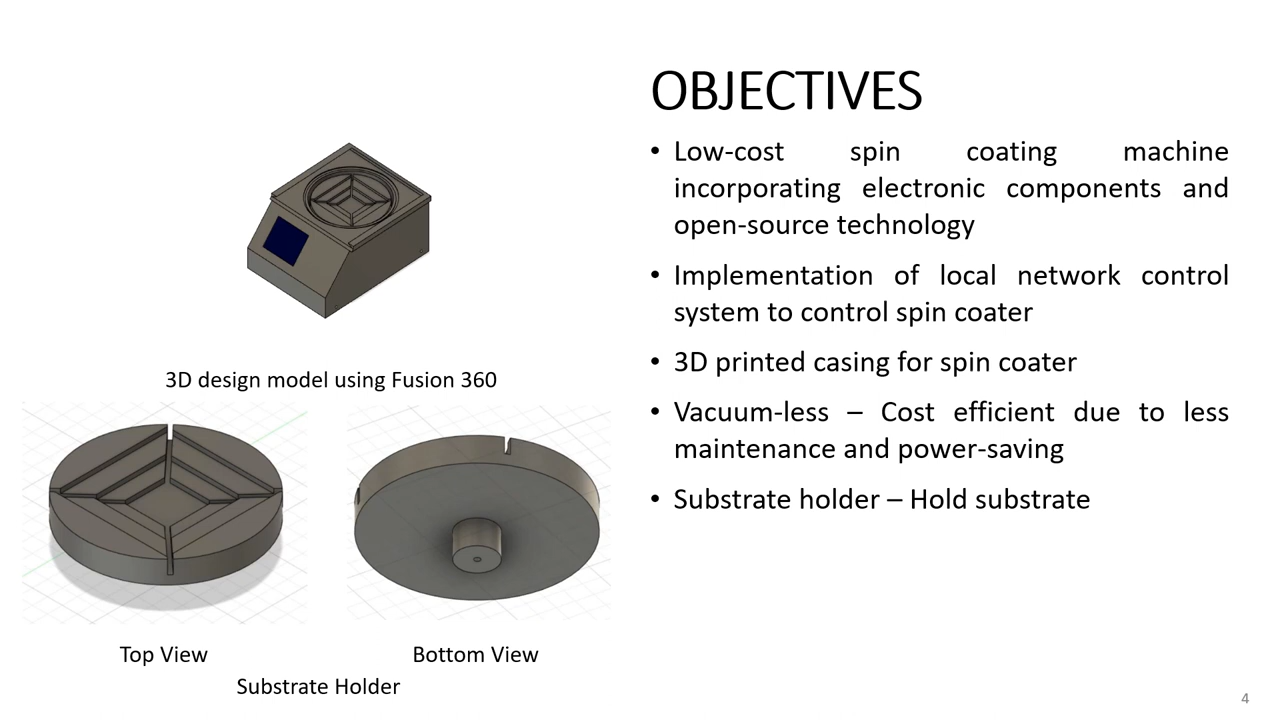 OBJECTIVES
• Low-cost spin coating machine
incorporating electronic components and
open-source technology
• Implementation of local network control
system to control spin coater
• 3D printed casing for spin coater
• Vacuum-less – Cost efficient due to less
maintenance and power-saving
• Substrate holder – Hold substrate
3D design model using Fusion 360
Top View
Bottom View
Substrate Holder
4